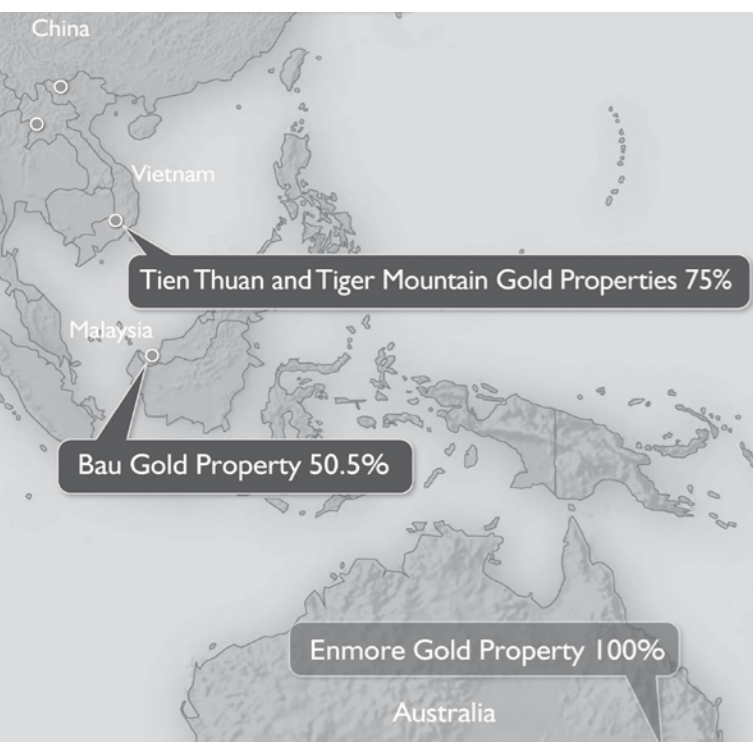 China
Vietnam
Tien Thuan and Tiger Mountain Gold Properties 75%
Malaysia
Bau Gold Property 50.5%
Enmore Gold Property 100%
Australia